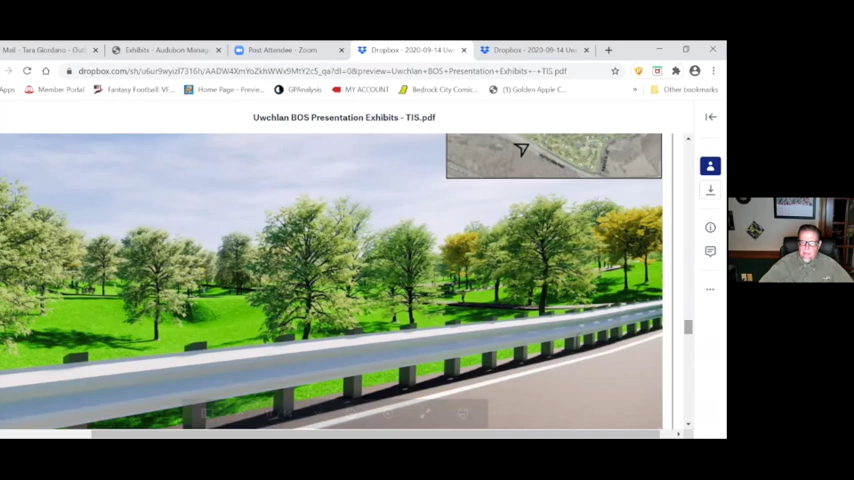 Mail - Tara Giordano - Out
Exhibits - Audubon Manag
Post Attendee - Zoom
Dropbox - 2020-09-14 Uw
Dropbox - 2020-09-14 Uw
dropbox.com/sh/u6ur9wyizl7316h/AADW4XmYoZkhWWx9MtY2c5_qa?dl=0&preview=Uwchlan+BOS+Presentation+Exhibits+-+TIS.pdf
Apps
Member Portal
Fantasy Football: VF...
Home Page - Previe...
GPAnalysis
MY ACCOUNT
Bedrock City Comic...
(1) Golden Apple C...
Other bookmarks
Uwchlan BOS Presentation Exhibits - TIS.pdf